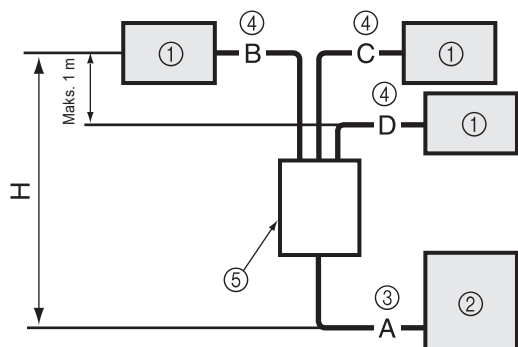 ④ ④
① B C ①
Maks. 1 m
④
D ①
H
⑤
③
A ②